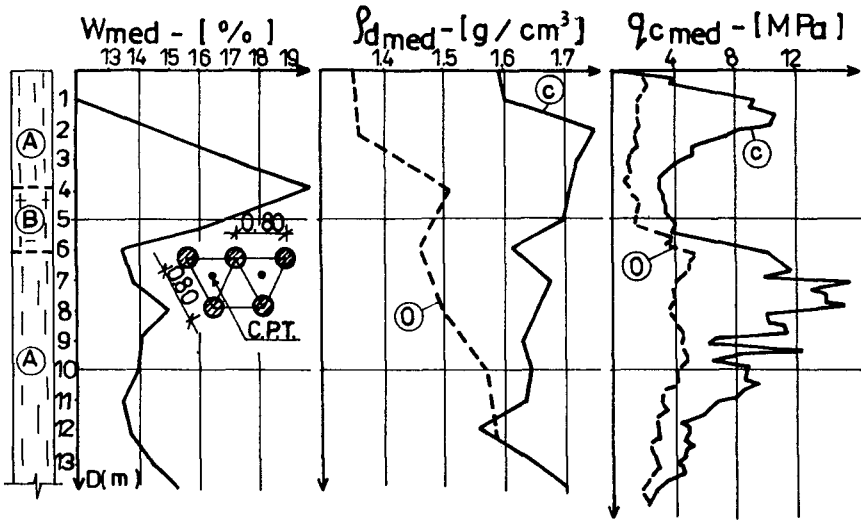 Wmed - [ % ]
13 14 15 16 17 18 19
ρdmed - [g / cm³]
1.4 1.5 1.6 1.7
qcmed - [MPa]
4 8 12
1
2
3
4
5
6
7
8
9
10
11
12
13
D(m)
A
B
A
0.80
0.80
C.P.T.
C
0
C
0